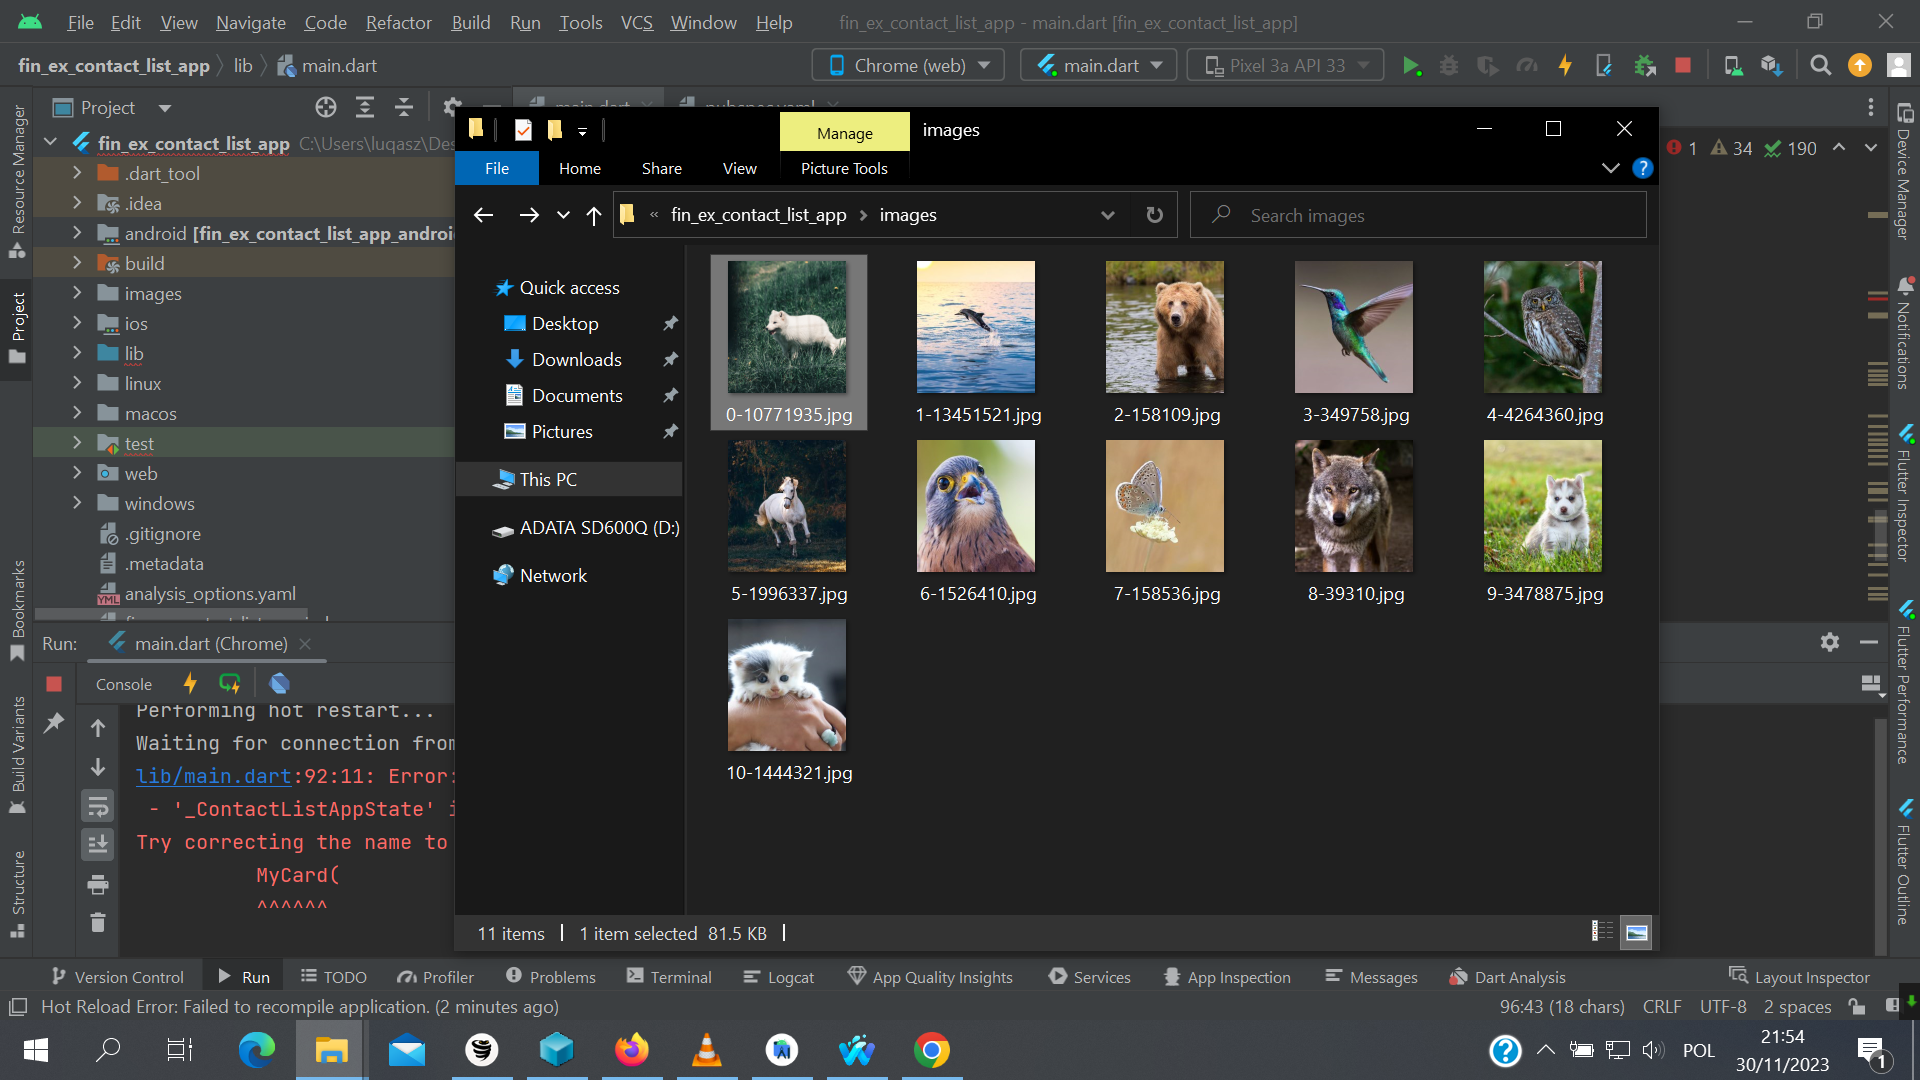 File Edit View Navigate Code Refactor Build Run Tools VCS Window Help fin_ex_contact_list_app - main.dart [fin_ex_contact_list_app]
fin_ex_contact_list_app lib main.dart Chrome (web) main.dart Pixel 3a API 33
Project
main.dart pubspec.yaml
fin_ex_contact_list_app C:\Users\luqasz\Des
.dart_tool
.idea
android [fin_ex_contact_list_app_androi
build
images
ios
lib
linux
macos
test
web
windows
.gitignore
.metadata
analysis_options.yaml
1 34 190
Resource Manager
Project
Bookmarks
Build Variants
Structure
Device Manager
Notifications
Flutter Inspector
Flutter Performance
Flutter Outline
Manage images
File Home Share View Picture Tools
« fin_ex_contact_list_app images Search images
Quick access
Desktop
Downloads
Documents
Pictures
This PC
ADATA SD600Q (D:)
Network
0-10771935.jpg 1-13451521.jpg 2-158109.jpg 3-349758.jpg 4-4264360.jpg
5-1996337.jpg 6-1526410.jpg 7-158536.jpg 8-39310.jpg 9-3478875.jpg
10-1444321.jpg
11 items 1 item selected 81.5 KB
Run: main.dart (Chrome)
Console
Performing hot restart...
Waiting for connection from
lib/main.dart:92:11: Error:
- '_ContactListAppState' i
Try correcting the name to
MyCard(
^^^^^^
Version Control Run TODO Profiler Problems Terminal Logcat App Quality Insights Services App Inspection Messages Dart Analysis Layout Inspector
Hot Reload Error: Failed to recompile application. (2 minutes ago) 96:43 (18 chars) CRLF UTF-8 2 spaces
POL 21:54
30/11/2023
1